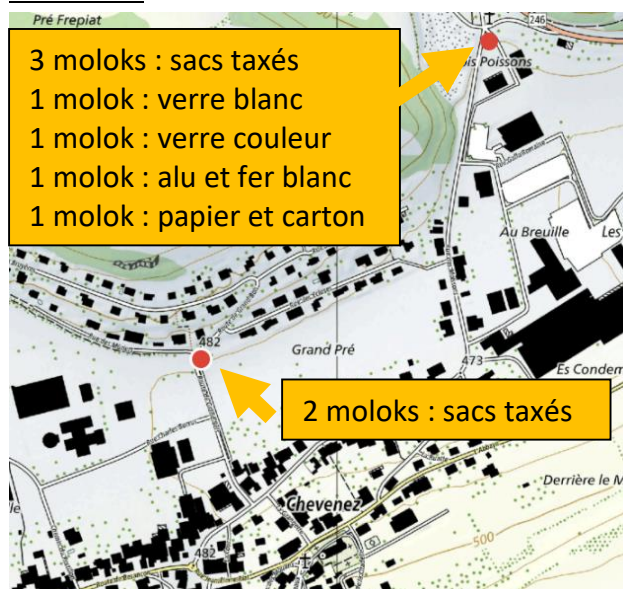 Pré Frepiat
246
3 moloks : sacs taxés
1 molok : verre blanc
1 molok : verre couleur
1 molok : alu et fer blanc
1 molok : papier et carton
Poissons
Au Breuille
Les
482
Grand Pré
473
Es Condem
2 moloks : sacs taxés
Derrière le M
Chevenez
500
482